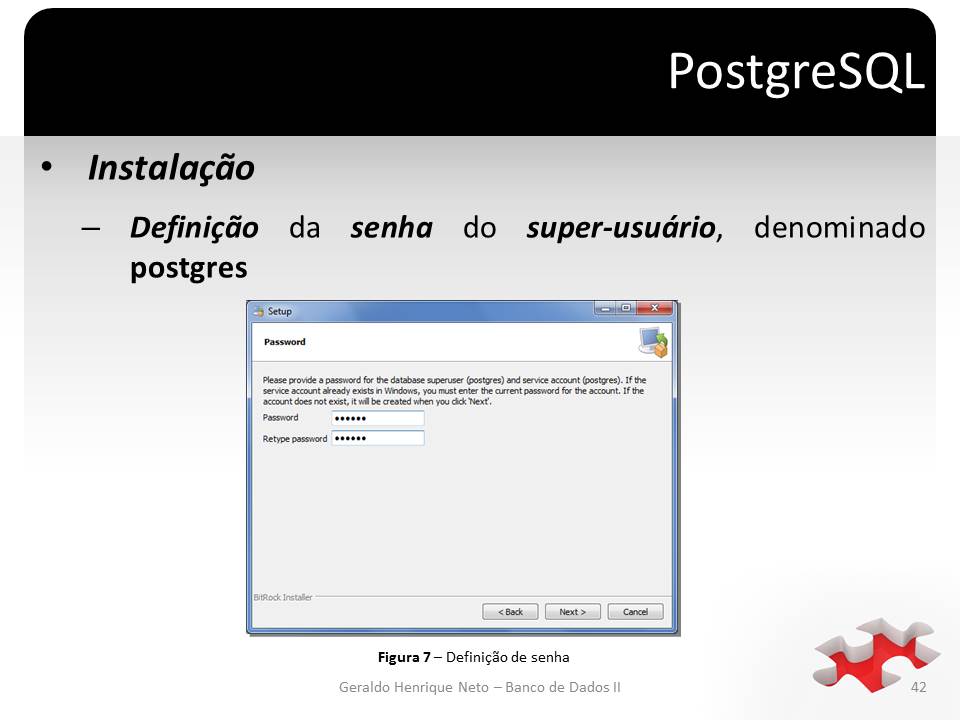 PostgreSQL
• Instalação
– Definição da senha do super-usuário, denominado
postgres
Setup
Password
Please provide a password for the database superuser (postgres) and service account (postgres). If the
service account already exists in Windows, you must enter the current password for the account. If the
account does not exist, it will be created when you click 'Next'.
Password ••••••
Retype password ••••••
BitRock Installer
< Back Next > Cancel
Figura 7 – Definição de senha
Geraldo Henrique Neto – Banco de Dados II 42